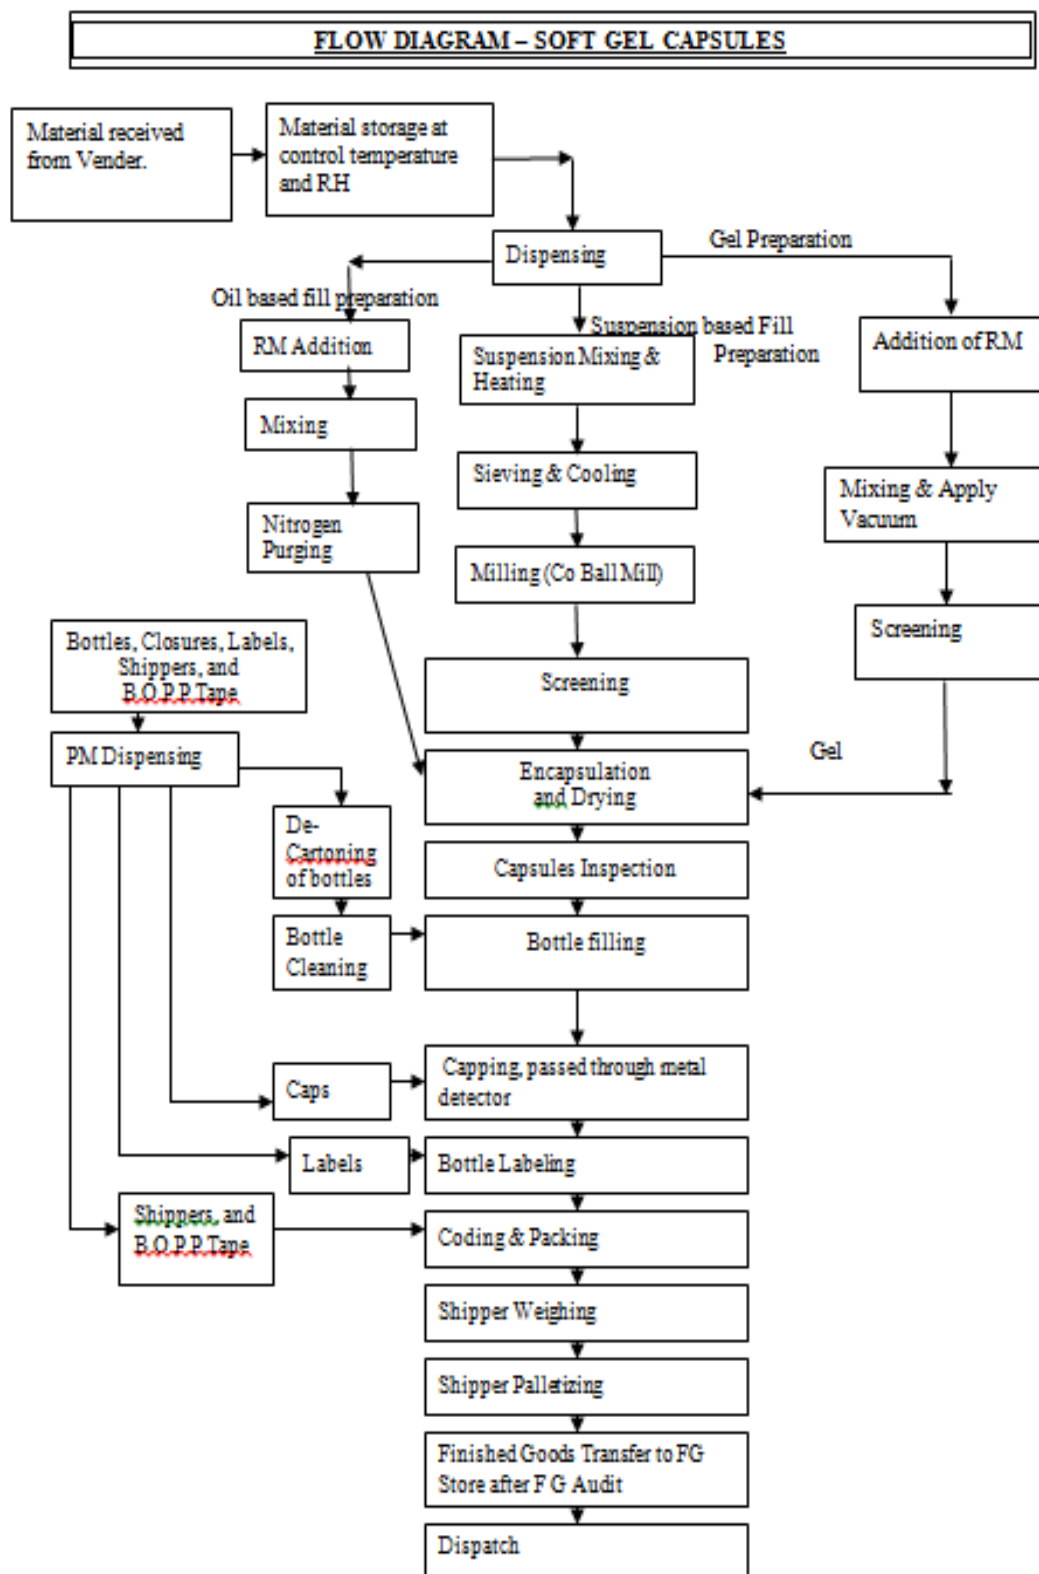 FLOW DIAGRAM – SOFT GEL CAPSULES
Material received
from Vender.
Material storage at
control temperature
and RH
Dispensing
Gel Preparation
Oil based fill preparation
Suspension based Fill
Preparation
RM Addition
Suspension Mixing &
Heating
Addition of RM
Mixing
Sieving & Cooling
Mixing & Apply
Vacuum
Nitrogen
Purging
Milling (Co Ball Mill)
Screening
Bottles, Closures, Labels,
Shippers, and
B.O.P.P.Tape
Screening
PM Dispensing
Gel
Encapsulation
and Drying
De-
Cartoning
of bottles
Capsules Inspection
Bottle
Cleaning
Bottle filling
Caps
Capping, passed through metal
detector
Labels
Bottle Labeling
Shippers, and
B.O.P.P.Tape
Coding & Packing
Shipper Weighing
Shipper Palletizing
Finished Goods Transfer to FG
Store after F G Audit
Dispatch